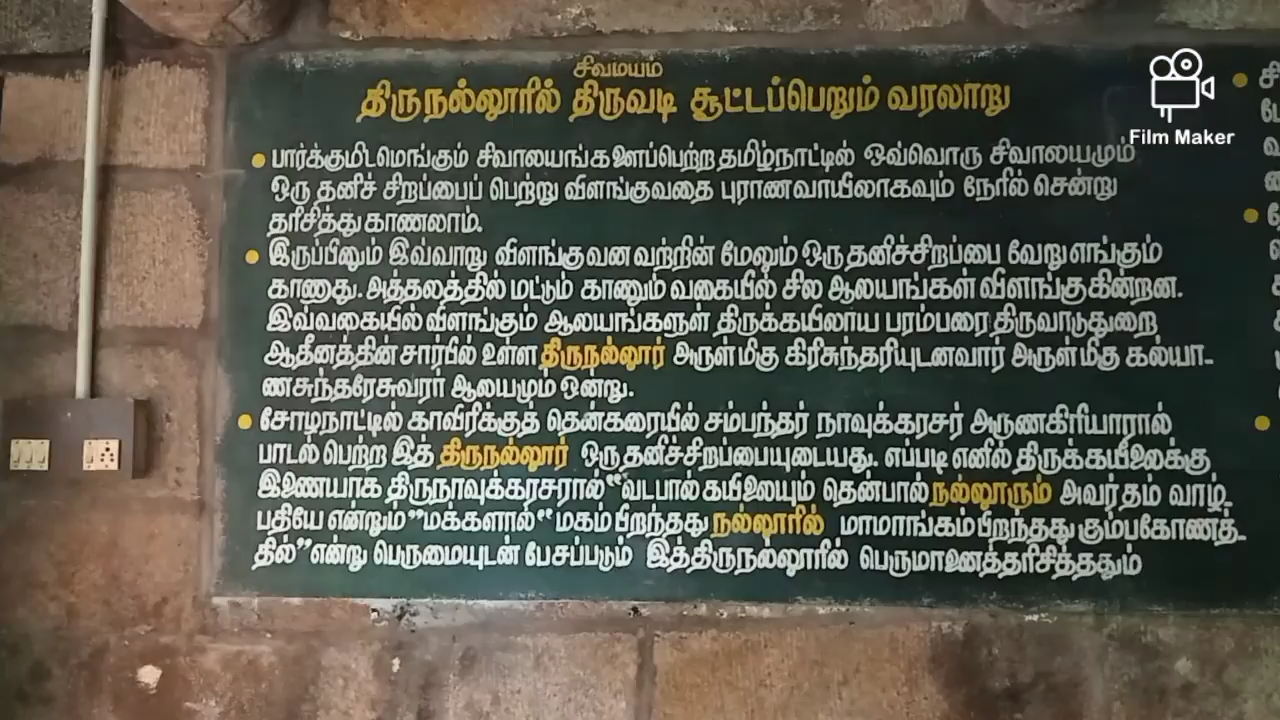 சிவமயம்
திருநல்லூரில் திருவடி சூட்டப்பெறும் வரலாறு
Film Maker
• பார்க்குமிடமெங்கும் சிவாலயங்களைப்பெற்ற தமிழ்நாட்டில் ஒவ்வொரு சிவாலயமும்
ஒரு தனிச் சிறப்பைப் பெற்று விளங்குவதை புராணவாயிலாகவும் நேரில் சென்று
தரிசித்து காணலாம்.
• இருப்பினும் இவ்வாறு விளங்குவனவற்றின் மேலும் ஒரு தனிச்சிறப்பை வேறு எங்கும்
காணாது. அத்தலத்தில் மட்டும் காணும் வகையில் சில ஆலயங்கள் விளங்குகின்றன.
இவ்வகையில் விளங்கும் ஆலயங்களுள் திருக்கயிலாய பரம்பரை திருவாடுதுறை
ஆதீனத்தின் சார்பில் உள்ள திருநல்லூர் அருள்மிகு கிரிசுந்தரியுடனவார் அருள்மிகு கல்யா-
ணசுந்தரேசுவரர் ஆலயமும் ஒன்று.
• சோழநாட்டில் காவிரிக்குத் தென்கரையில் சம்பந்தர் நாவுக்கரசர் அருணகிரியாரால்
பாடல் பெற்ற இத் திருநல்லூர் ஒரு தனிச்சிறப்பையுடையது. எப்படி எனில் திருக்கயிலைக்கு
இணையாக திருநாவுக்கரசரால் “வடபால் கயிலையும் தென்பால் நல்லூரும் அவர்தம் வாழ்-
பதியே என்றும்” மக்களால் “மகம் பிறந்தது நல்லூரில் மாமாங்கம் பிறந்தது கும்பகோணத்-
தில்” என்று பெருமையுடன் பேசப்படும் இத்திருநல்லூரில் பெருமானைத்தரிசித்ததும்